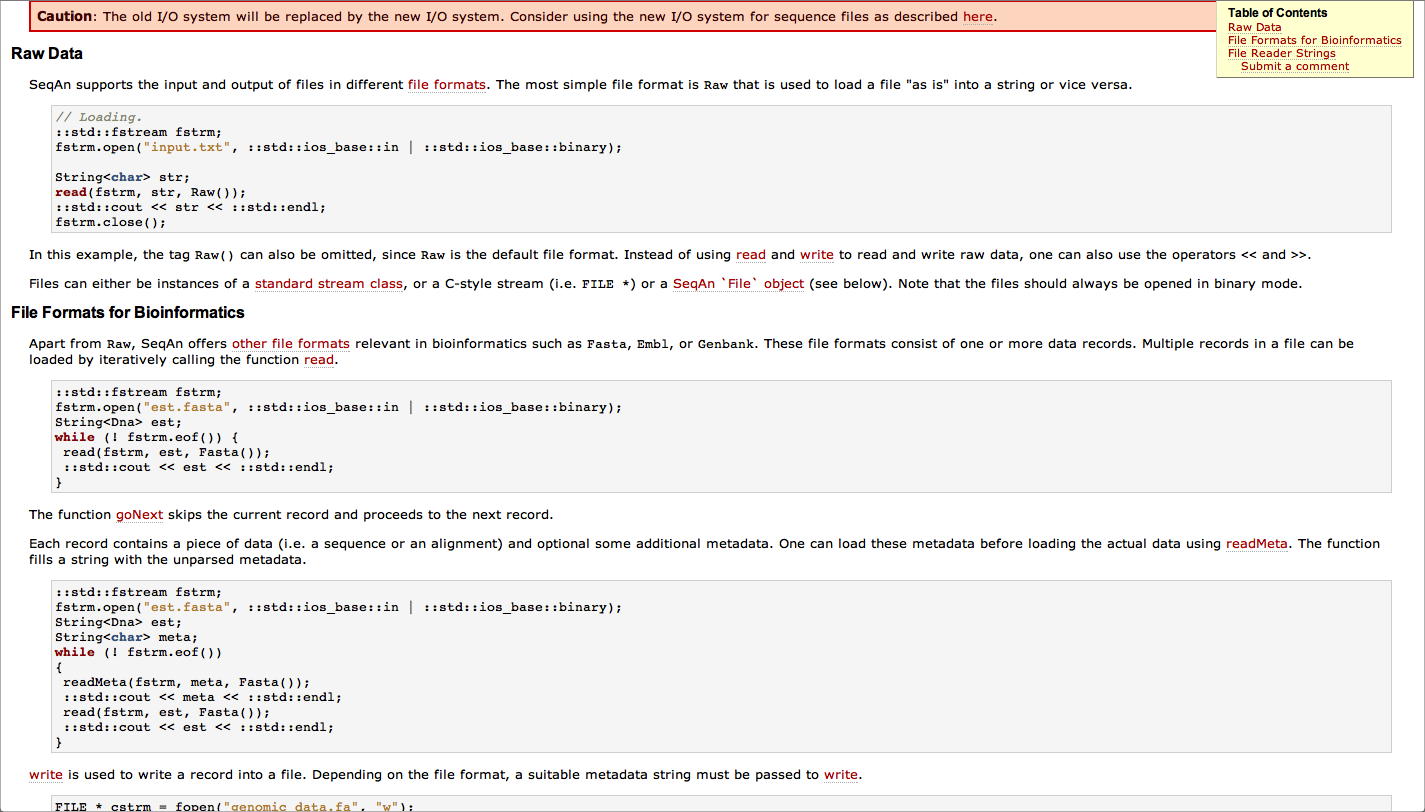 Caution: The old I/O system will be replaced by the new I/O system. Consider using the new I/O system for sequence files as described here.
Table of Contents
Raw Data
File Formats for Bioinformatics
File Reader Strings
Submit a comment
Raw Data
SeqAn supports the input and output of files in different file formats. The most simple file format is Raw that is used to load a file "as is" into a string or vice versa.
// Loading.
::std::fstream fstrm;
fstrm.open("input.txt", ::std::ios_base::in | ::std::ios_base::binary);
String<char> str;
read(fstrm, str, Raw());
::std::cout << str << ::std::endl;
fstrm.close();
In this example, the tag Raw() can also be omitted, since Raw is the default file format. Instead of using read and write to read and write raw data, one can also use the operators << and >>.
Files can either be instances of a standard stream class, or a C-style stream (i.e. FILE *) or a SeqAn `File` object (see below). Note that the files should always be opened in binary mode.
File Formats for Bioinformatics
Apart from Raw, SeqAn offers other file formats relevant in bioinformatics such as Fasta, Embl, or Genbank. These file formats consist of one or more data records. Multiple records in a file can be
loaded by iteratively calling the function read.
::std::fstream fstrm;
fstrm.open("est.fasta", ::std::ios_base::in | ::std::ios_base::binary);
String<Dna> est;
while (! fstrm.eof()) {
 read(fstrm, est, Fasta());
 ::std::cout << est << ::std::endl;
}
The function goNext skips the current record and proceeds to the next record.
Each record contains a piece of data (i.e. a sequence or an alignment) and optional some additional metadata. One can load these metadata before loading the actual data using readMeta. The function
fills a string with the unparsed metadata.
::std::fstream fstrm;
fstrm.open("est.fasta", ::std::ios_base::in | ::std::ios_base::binary);
String<Dna> est;
String<char> meta;
while (! fstrm.eof())
{
 readMeta(fstrm, meta, Fasta());
 ::std::cout << meta << ::std::endl;
 read(fstrm, est, Fasta());
 ::std::cout << est << ::std::endl;
}
write is used to write a record into a file. Depending on the file format, a suitable metadata string must be passed to write.
FILE * cstrm = fopen("genomic_data.fa", "w");